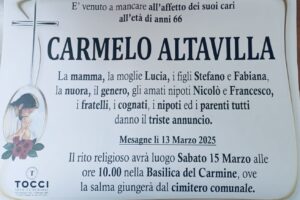 E' venuto a mancare all'affetto dei suoi cari
all'età di anni 66
CARMELO ALTAVILLA
La mamma, la moglie Lucia, i figli Stefano e Fabiana,
la nuora, il genero, gli amati nipoti Nicolò e Francesco,
i fratelli, i cognati, i nipoti ed i parenti tutti
danno il triste annuncio.
Mesagne lì 13 Marzo 2025
Il rito religioso avrà luogo Sabato 15 Marzo alle
ore 10.00 nella Basilica del Carmine, ove
la salma giungerà dal cimitero comunale.
TOCCI